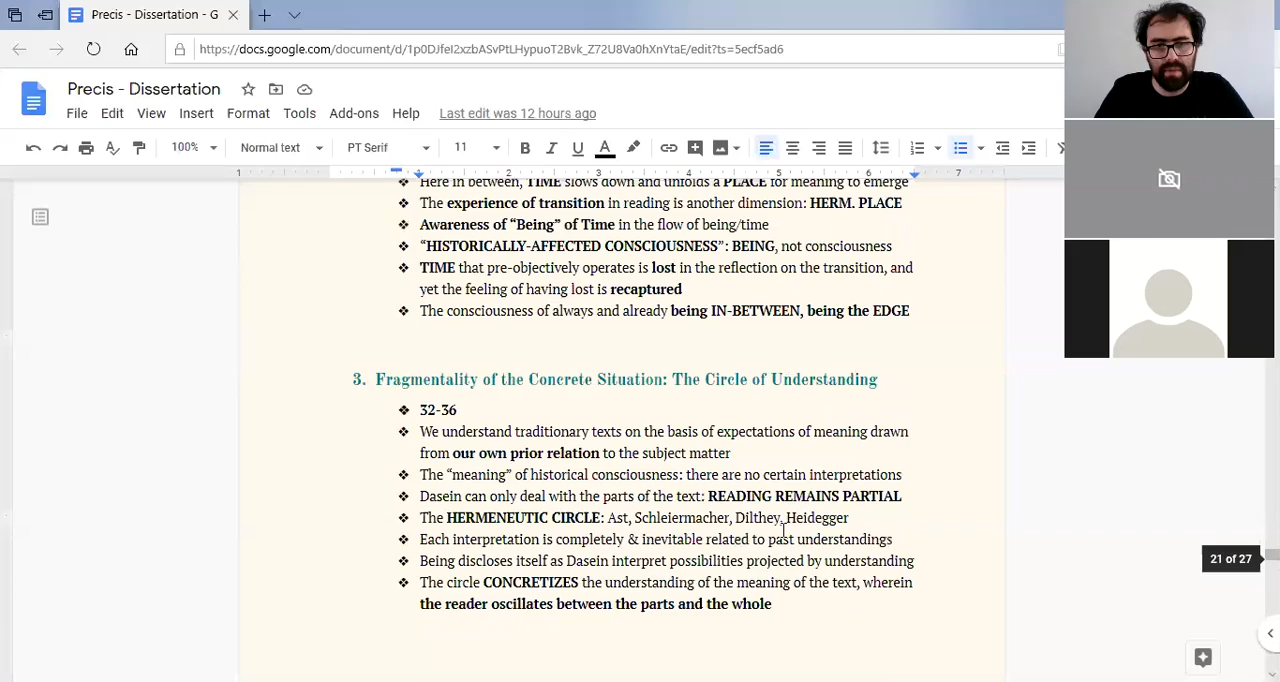 Precis - Dissertation - G
https://docs.google.com/document/d/1p0DJfeI2xzbASvPtLHypuoT2Bvk_Z72U8Va0hXnYtaE/edit?ts=5ecf5ad6
Precis - Dissertation
File Edit View Insert Format Tools Add-ons Help Last edit was 12 hours ago
100% Normal text PT Serif 11 B I U A
1 1 2 3 4 5 6 7
❖ Here in between, TIME slows down and unfolds a PLACE for meaning to emerge
❖ The experience of transition in reading is another dimension: HERM. PLACE
❖ Awareness of “Being” of Time in the flow of being/time
❖ “HISTORICALLY-AFFECTED CONSCIOUSNESS”: BEING, not consciousness
❖ TIME that pre-objectively operates is lost in the reflection on the transition, and
yet the feeling of having lost is recaptured
❖ The consciousness of always and already being IN-BETWEEN, being the EDGE
3. Fragmentality of the Concrete Situation: The Circle of Understanding
❖ 32-36
❖ We understand traditionary texts on the basis of expectations of meaning drawn
from our own prior relation to the subject matter
❖ The “meaning” of historical consciousness: there are no certain interpretations
❖ Dasein can only deal with the parts of the text: READING REMAINS PARTIAL
❖ The HERMENEUTIC CIRCLE: Ast, Schleiermacher, Dilthey, Heidegger
❖ Each interpretation is completely & inevitable related to past understandings
❖ Being discloses itself as Dasein interpret possibilities projected by understanding
❖ The circle CONCRETIZES the understanding of the meaning of the text, wherein
the reader oscillates between the parts and the whole
21 of 27